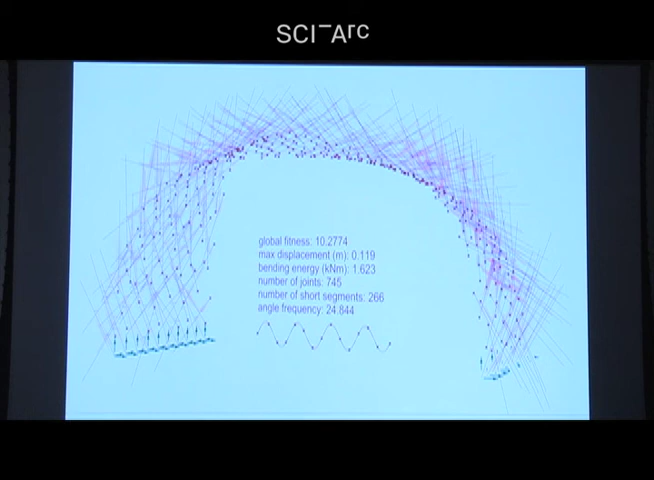 SCI-Arc
global fitness: 10.2774
max displacement (m): 0.119
bending energy (kNm): 1.623
number of joints: 745
number of short segments: 266
angle frequency: 24.844